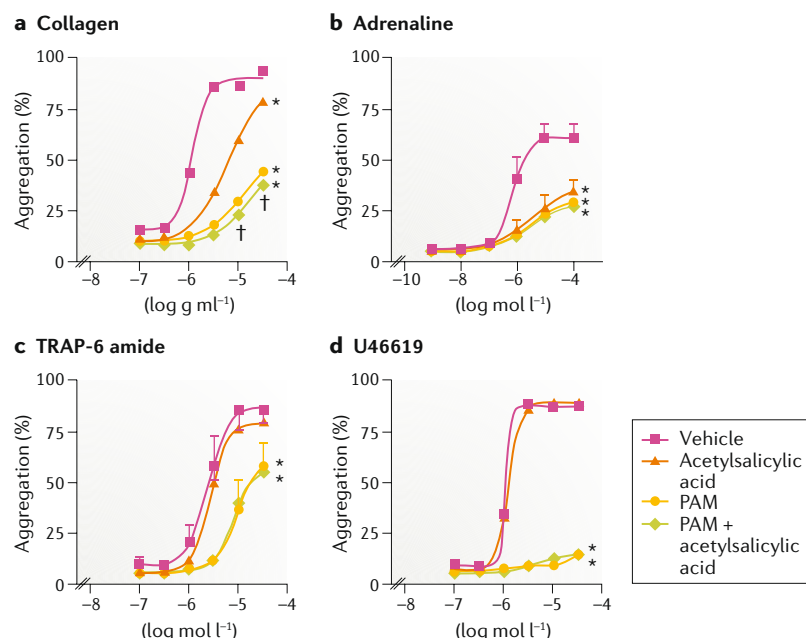 a Collagen
100
75
50
25
0
Aggregation (%)
*
*
*
†
†
−8 −7 −6 −5 −4
(log g ml⁻¹)
b Adrenaline
100
75
50
25
0
Aggregation (%)
*
*
*
−10 −8 −6 −4
(log mol l⁻¹)
c TRAP-6 amide
100
75
50
25
0
Aggregation (%)
*
*
−8 −7 −6 −5 −4
(log mol l⁻¹)
d U46619
100
75
50
25
0
Aggregation (%)
*
*
−8 −7 −6 −5 −4
(log mol l⁻¹)
Vehicle
Acetylsalicylic
acid
PAM
PAM +
acetylsalicylic
acid